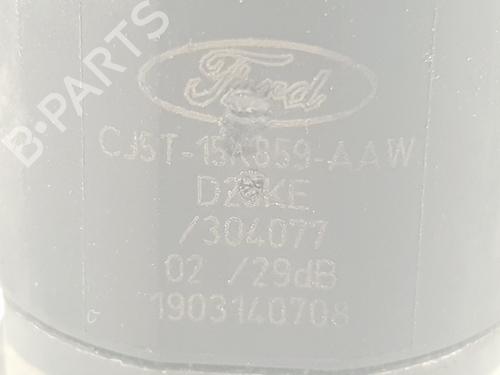 B-PARTS
Ford
CJ5T-15K859-AAW
/304077
02 /29dB
1903140708